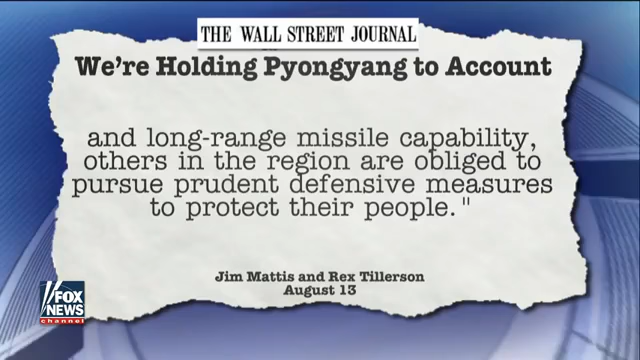 THE WALL STREET JOURNAL
We're Holding Pyongyang to Account
and long-range missile capability,
others in the region are obliged to
pursue prudent defensive measures
to protect their people."
Jim Mattis and Rex Tillerson
August 13
FOX
NEWS
channel